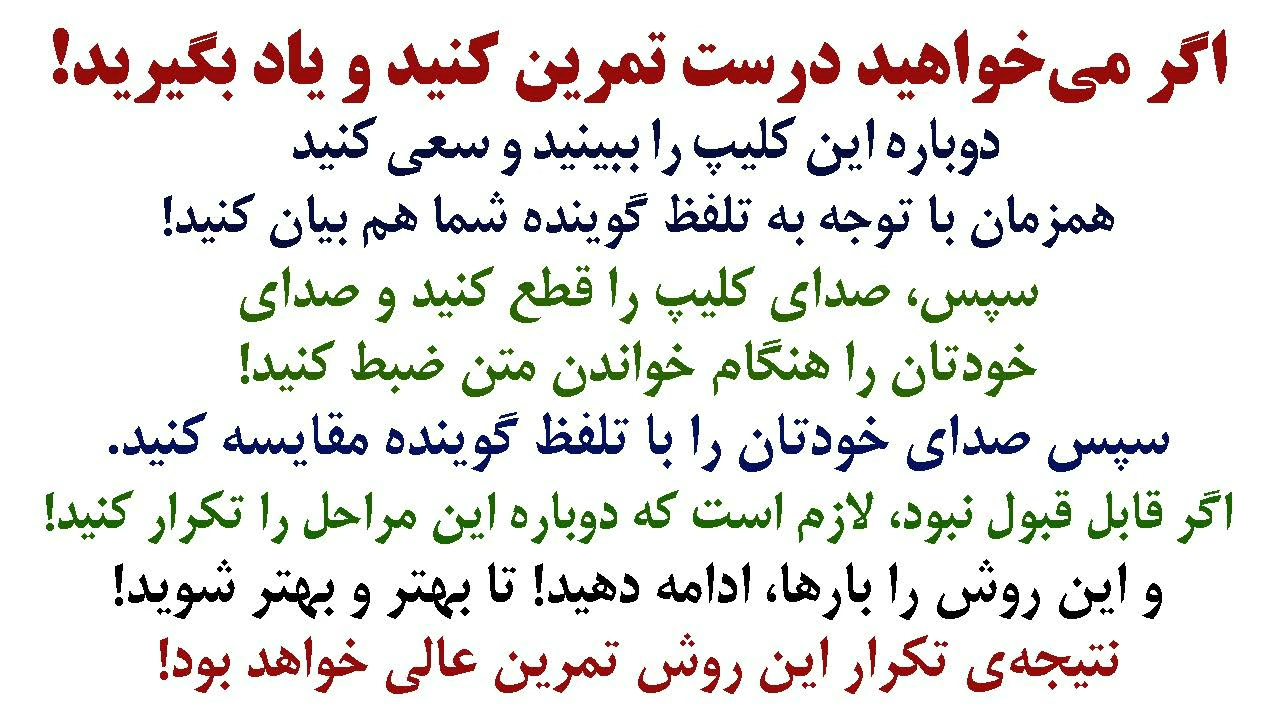 اگر می‌خواهید درست تمرین کنید و یاد بگیرید!
دوباره این کلیپ را ببینید و سعی کنید
همزمان با توجه به تلفظ گوینده شما هم بیان کنید!
سپس، صدای کلیپ را قطع کنید و صدای
خودتان را هنگام خواندن متن ضبط کنید!
سپس صدای خودتان را با تلفظ گوینده مقایسه کنید.
اگر قابل قبول نبود، لازم است که دوباره این مراحل را تکرار کنید!
و این روش را بارها، ادامه دهید! تا بهتر و بهتر شوید!
نتیجه‌ی تکرار این روش تمرین عالی خواهد بود!